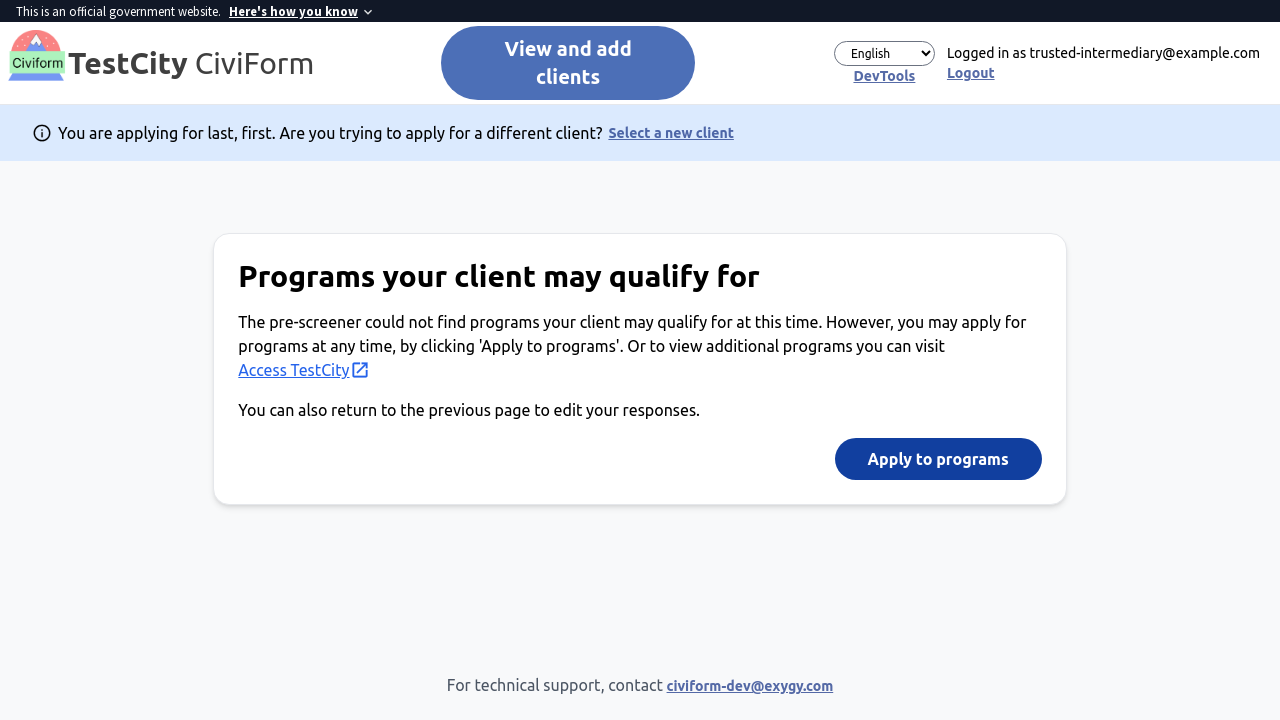 This is an official government website. Here's how you know
Civiform
TestCity CiviForm
View and add
clients
English
DevTools
Logged in as trusted-intermediary@example.com
Logout
You are applying for last, first. Are you trying to apply for a different client? Select a new client
Programs your client may qualify for
The pre-screener could not find programs your client may qualify for at this time. However, you may apply for
programs at any time, by clicking 'Apply to programs'. Or to view additional programs you can visit
Access TestCity
You can also return to the previous page to edit your responses.
Apply to programs
For technical support, contact civiform-dev@exygy.com